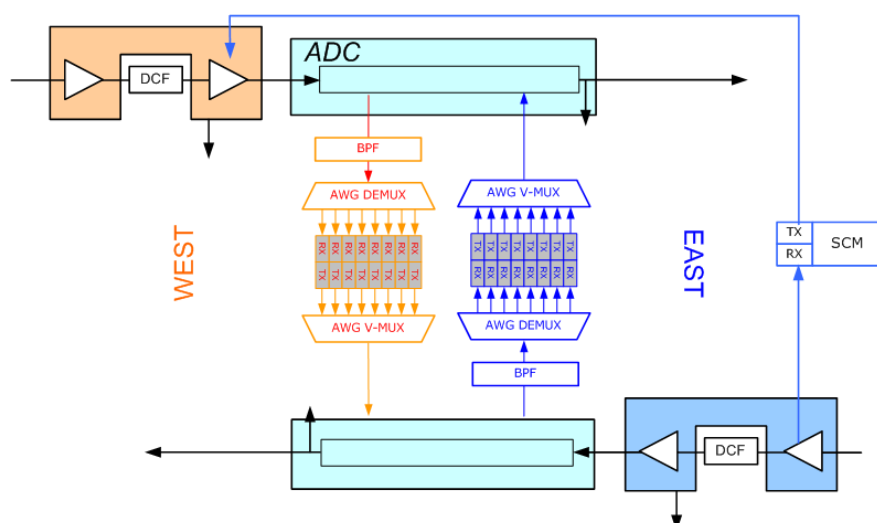 ADC
DCF
BPF
AWG DEMUX
AWG V-MUX
RX RX RX RX RX RX RX RX
TX TX TX TX TX TX TX TX
TX TX TX TX TX TX TX TX
RX RX RX RX RX RX RX RX
AWG V-MUX
AWG DEMUX
BPF
WEST
EAST
TX
RX
SCM
DCF